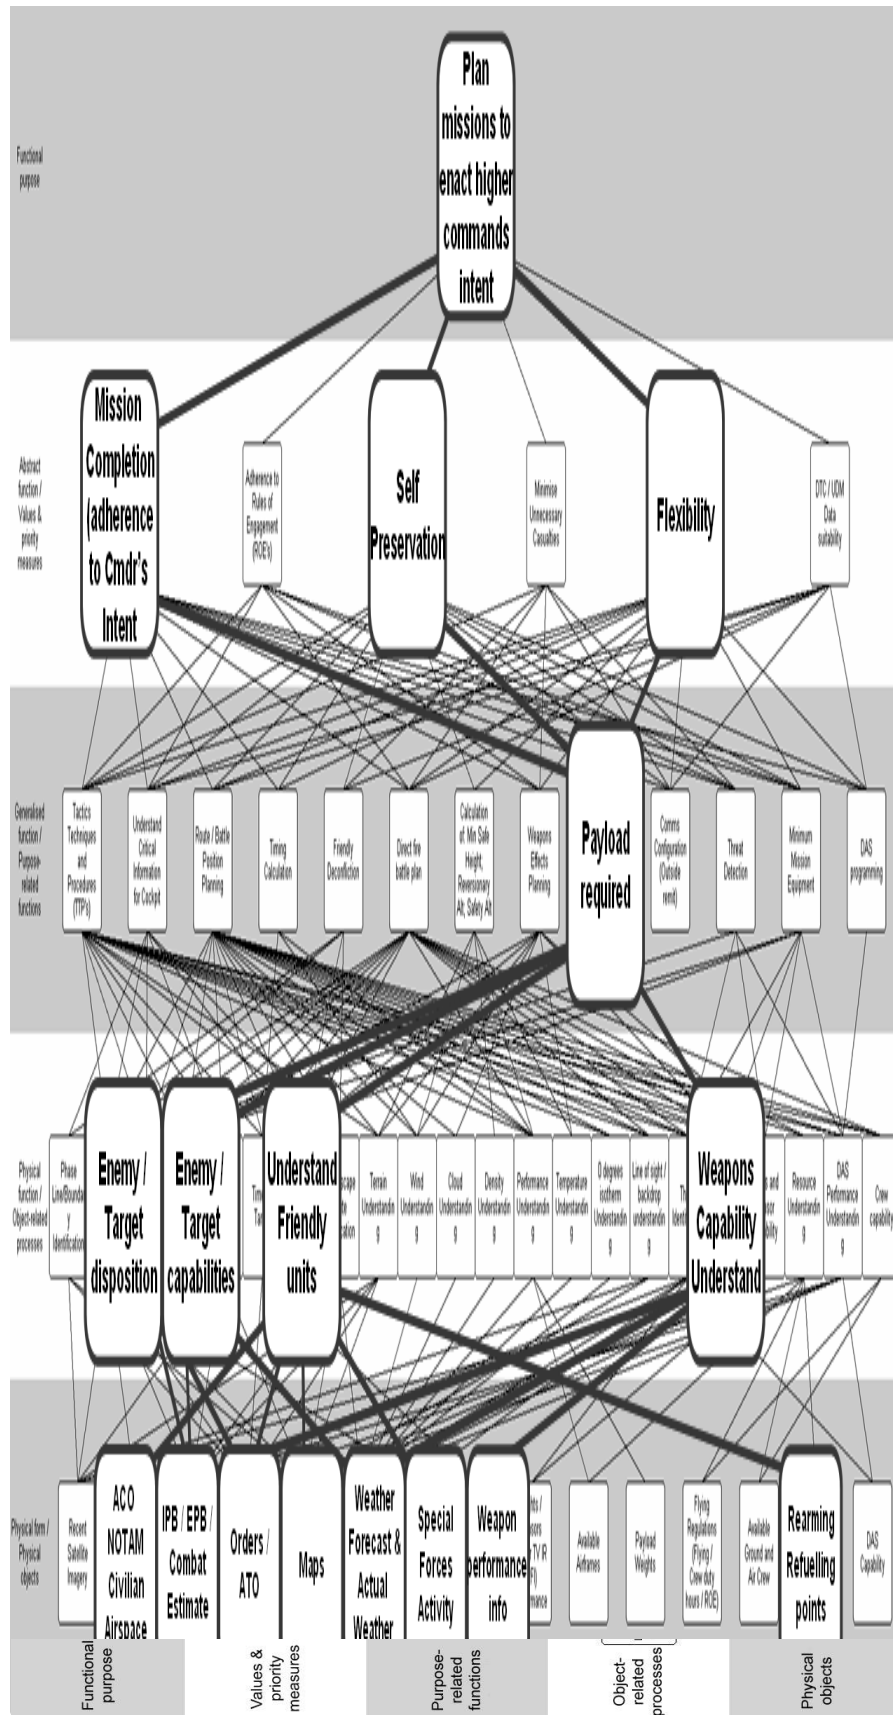 Plan
missions to
enact higher
commands
intent
Functional
purpose
Mission
Completion
(adherence
to Cmdr's
Intent
Adherence to
Rules of
Engagement
(ROE's)
Self
Preservation
Minimise
Unnecessary
Casualties
Flexibility
DTC / UDM
Data
suitability
Abstract
function /
Values &
priority
measures
Generalised
function /
Purpose-
related
functions
Tactics
Techniques
and
Procedures
(TTP's)
Understand
Critical
Information
for Cockpit
Route / Battle
Position
Planning
Timing
Calculation
Friendly
Deconfliction
Direct fire
battle plan
Calculation
of: Min Safe
Height;
Reversionary
Alt; Safety Alt
Weapons
Effects
Planning
Payload
required
Comms
Configuration
(Outside
remit)
Threat
Detection
Minimum
Mission
Equipment
DAS
programming
Physical
function /
Object-related
processes
Phase
Line/Bounda
y
Identification
Enemy /
Target
disposition
Enemy /
Target
capabilities
Understand
Friendly
units
Terrain
Understandin
g
Wind
Understandin
g
Cloud
Understandin
g
Density
Understandin
g
Performance
Understandin
g
Temperature
Understandin
g
0 degrees
isotherm
Understandin
g
Line of sight /
backdrop
understanding
g
Weapons
Capability
Understand
Resource
Understandin
g
DAS
Performance
Understandin
g
Crew
capability
Physical form /
Physical
objects
Recent
Satellite
Imagery
ACO
NOTAM
Civilian
Airspace
IPB / EPB /
Combat
Estimate
Orders /
ATO
Maps
Weather
Forecast &
Actual
Weather
Special
Forces
Activity
Weapon
performance
info
Available
Airframes
Payload
Weights
Flying
Regulations
(Flying /
Crew duty
hours / ROE)
Available
Ground and
Air Crew
Rearming
Refuelling
points
DAS
Capability
Functional
purpose
Values &
priority
measures
Purpose-
related
functions
Object-
related
processes
Physical
objects